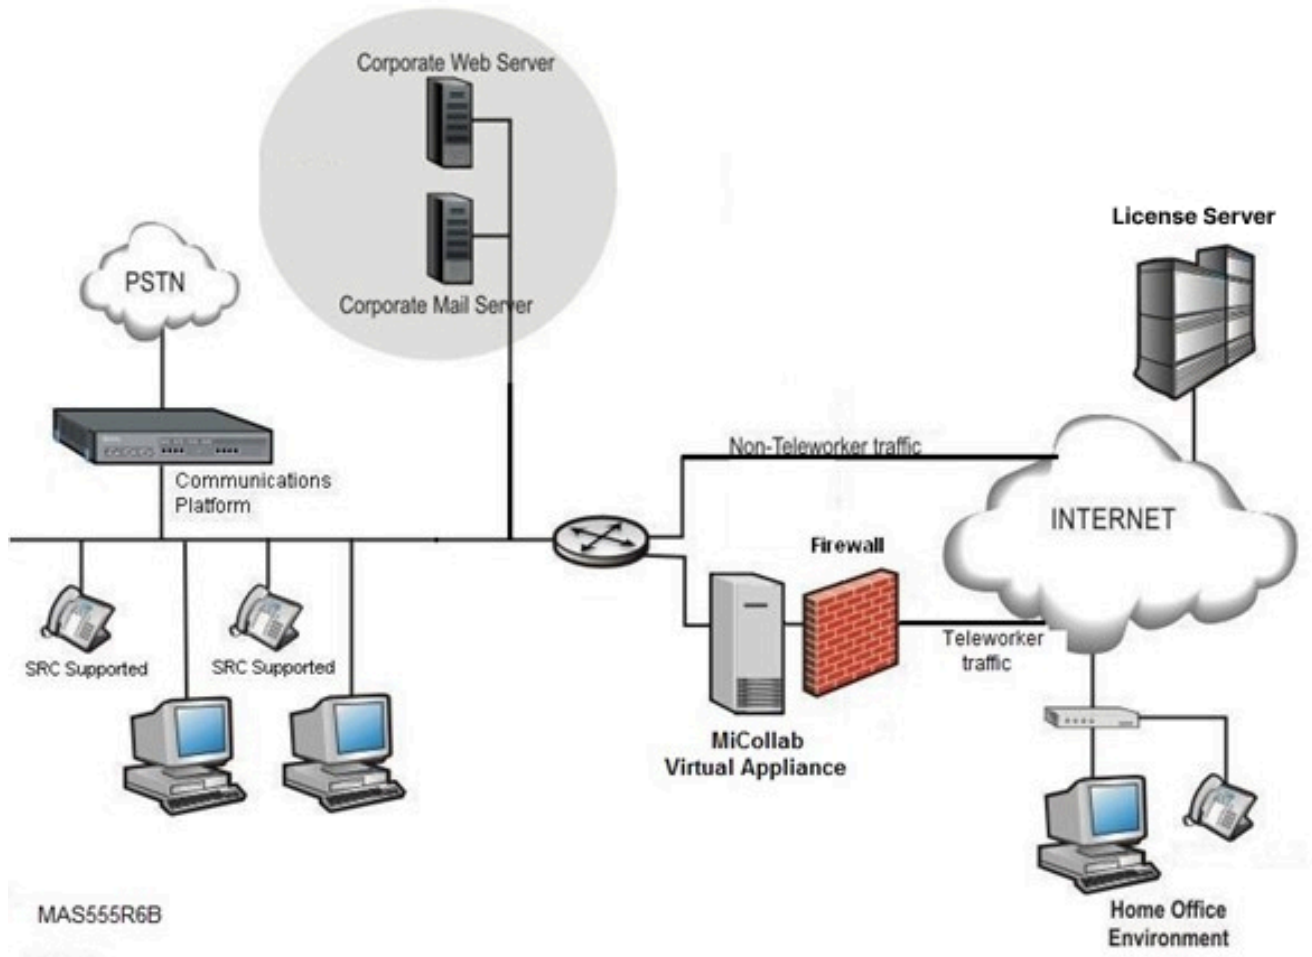 Corporate Web Server
Corporate Mail Server
PSTN
Communications
Platform
SRC Supported
SRC Supported
License Server
Non-Teleworker traffic
INTERNET
Firewall
Teleworker
traffic
MiCollab
Virtual Appliance
Home Office
Environment
MAS555R6B